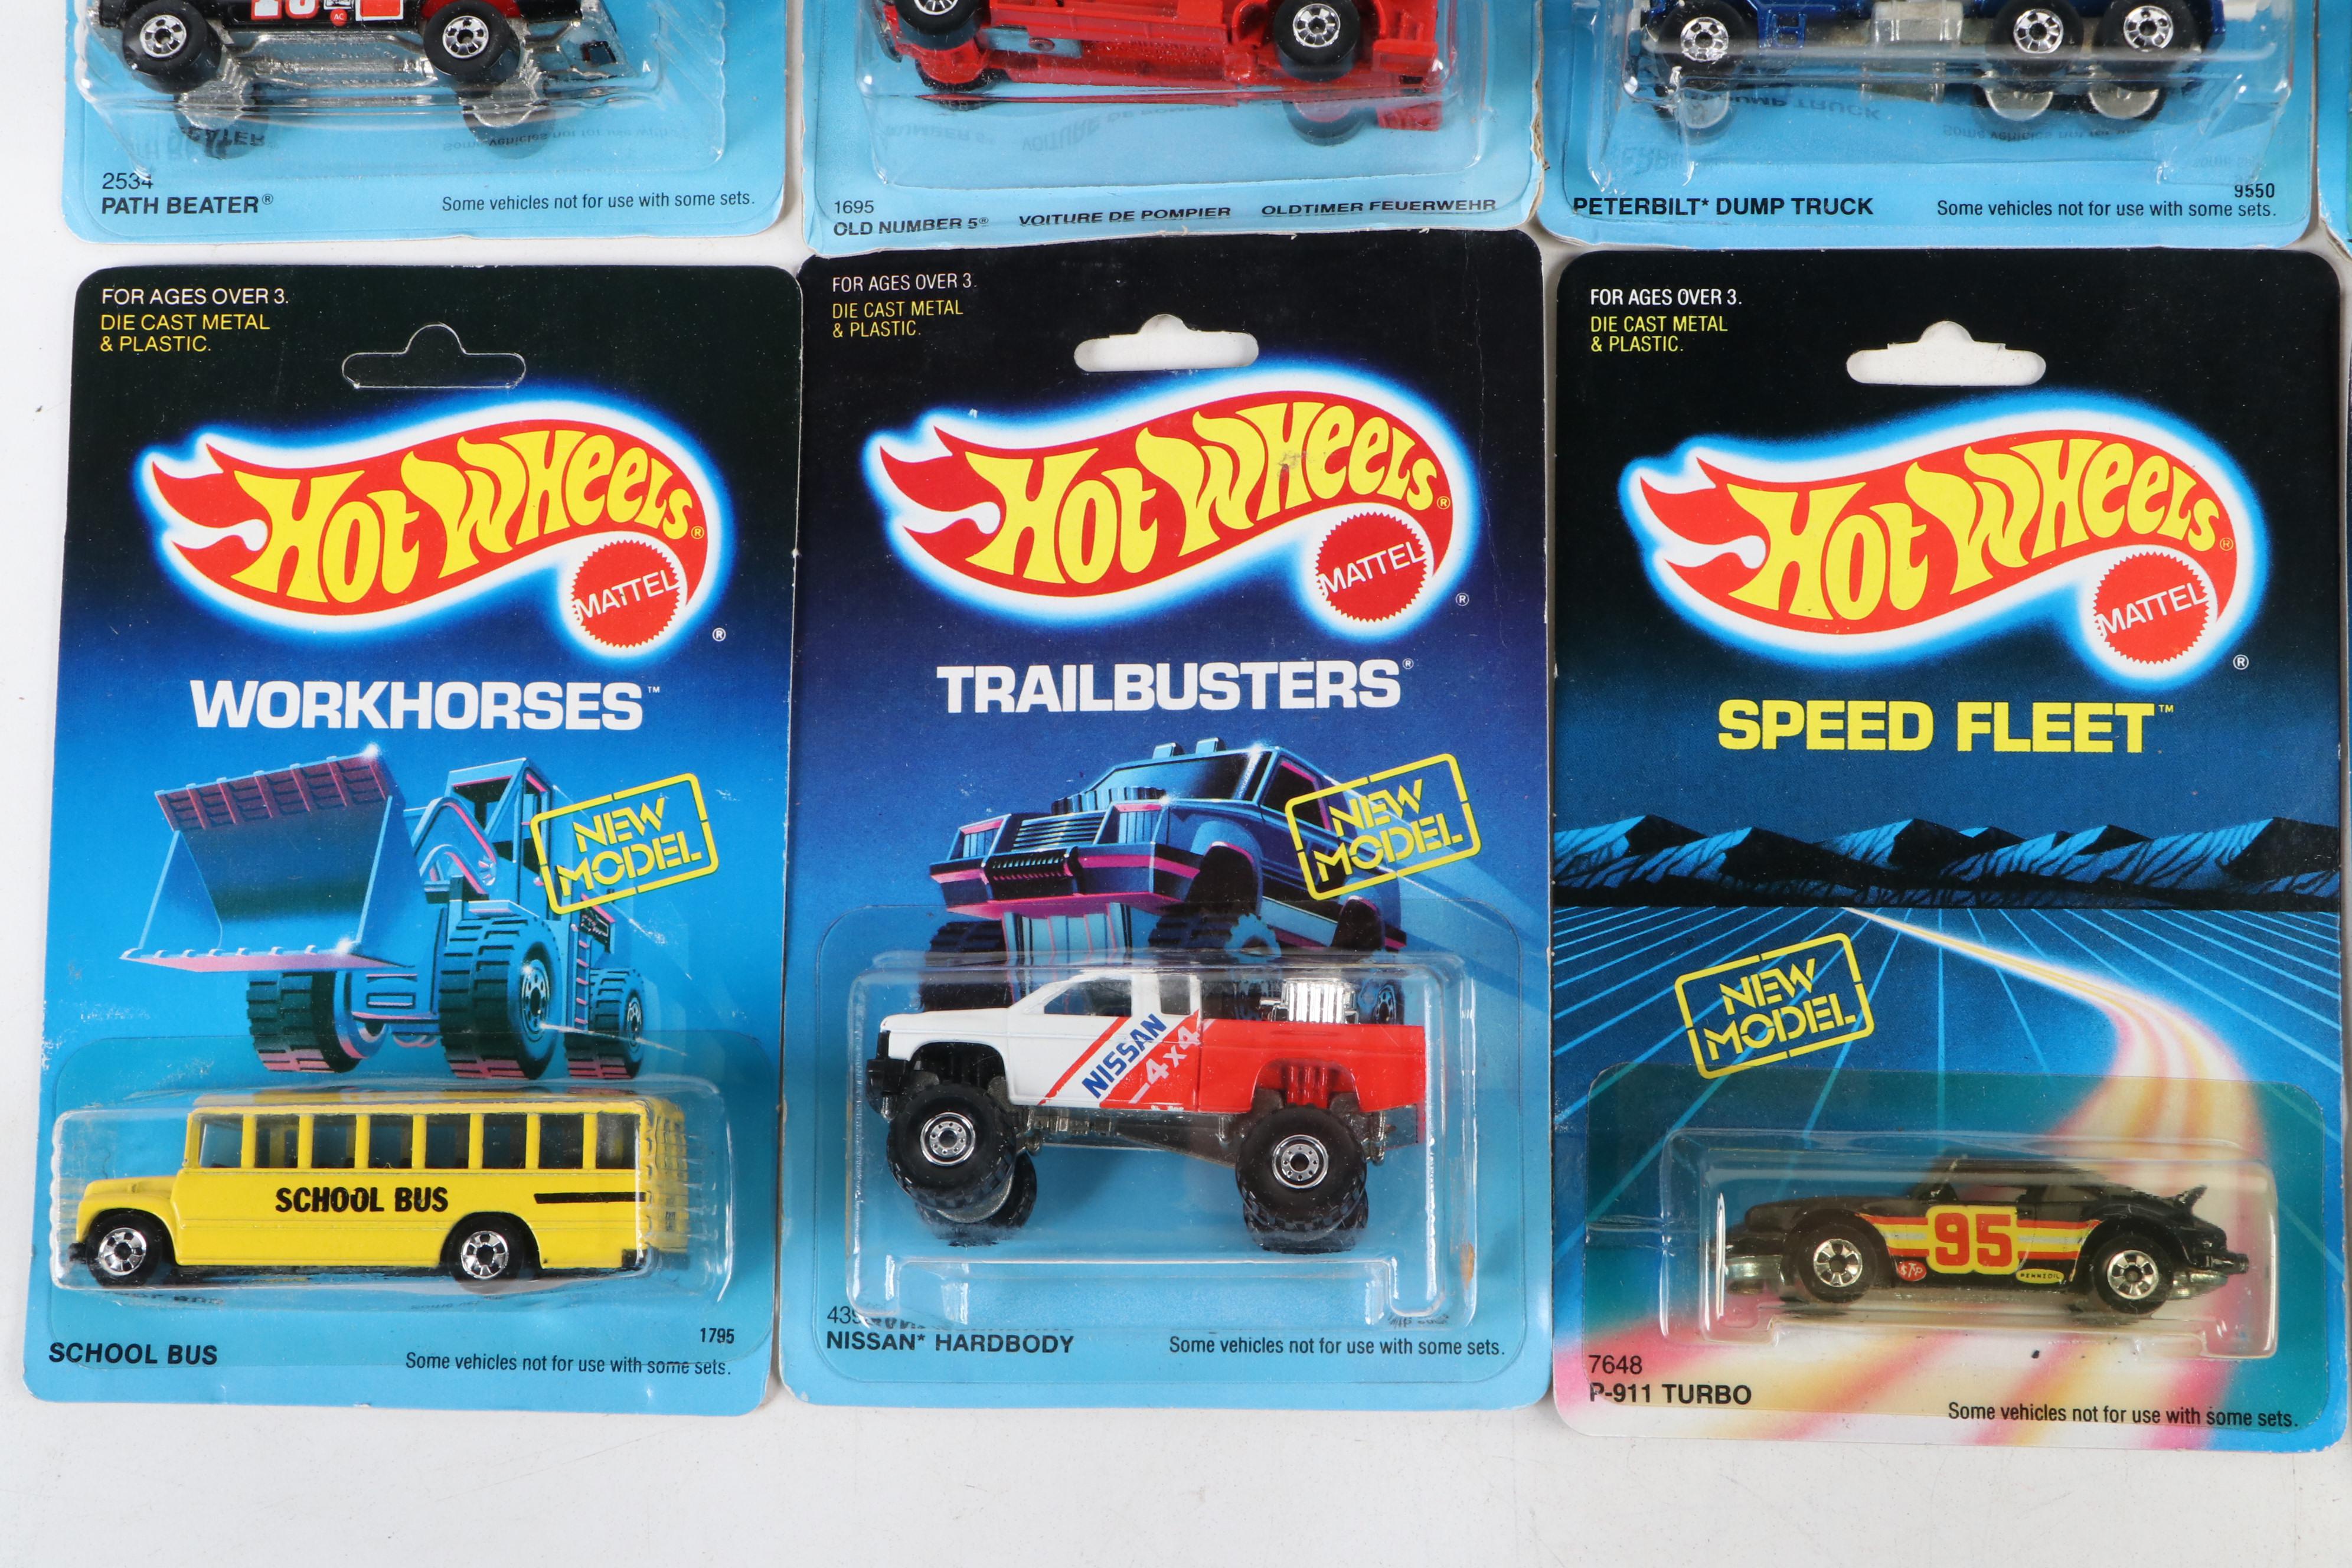 2534
PATH BEATER®
Some vehicles not for use with some sets.
1695
OLD NUMBER 5® VOITURE DE POMPIER OLDTIMER FEUERWEHR
9550
PETERBILT* DUMP TRUCK
Some vehicles not for use with some sets.
FOR AGES OVER 3.
DIE CAST METAL
& PLASTIC.
HOT WHEELS®
MATTEL
®
WORKHORSES™
NEW
MODEL
SCHOOL BUS
1795
SCHOOL BUS
Some vehicles not for use with some sets.
FOR AGES OVER 3.
DIE CAST METAL
& PLASTIC.
HOT WHEELS®
MATTEL
®
TRAILBUSTERS®
NEW
MODEL
NISSAN
4x4
NISSAN* HARDBODY
Some vehicles not for use with some sets.
FOR AGES OVER 3.
DIE CAST METAL
& PLASTIC.
HOT WHEELS®
MATTEL
®
SPEED FLEET™
NEW
MODEL
95
STP
PENNZOIL
7648
P-911 TURBO
Some vehicles not for use with some sets.